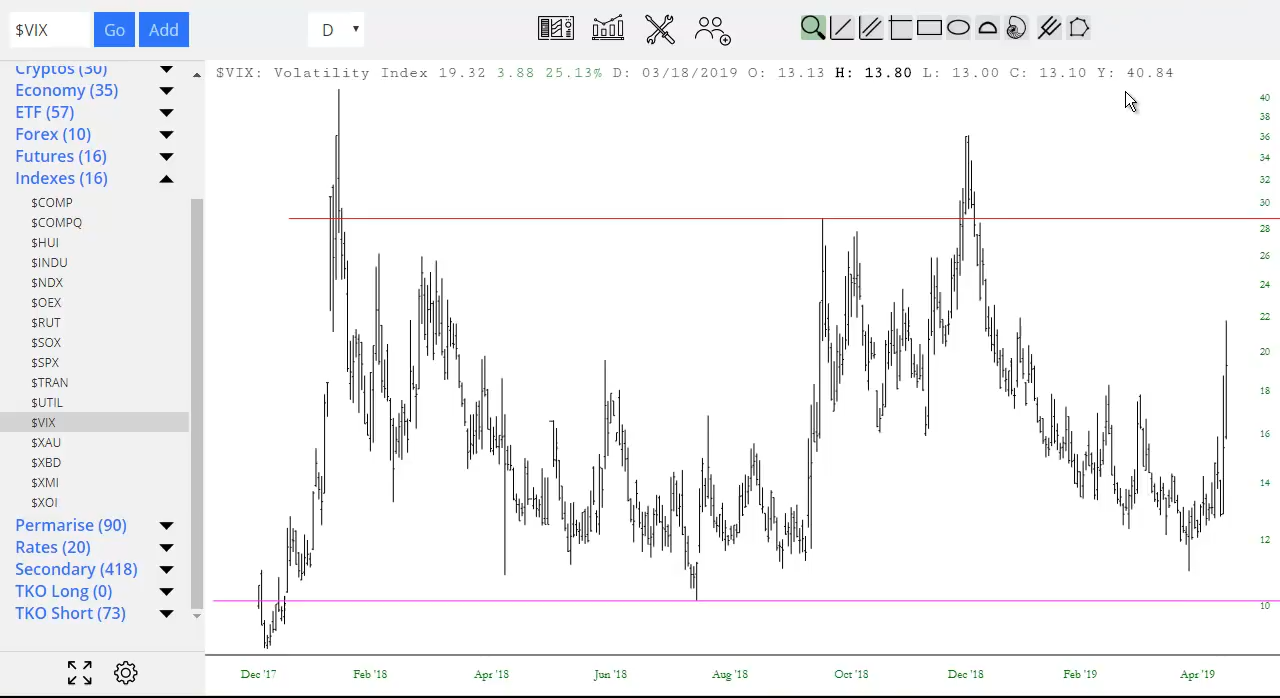 $VIX Go Add D
$VIX: Volatility Index 19.32 3.88 25.13% D: 03/18/2019 O: 13.13 H: 13.80 L: 13.00 C: 13.10 Y: 40.84
Cryptos (30)
Economy (35)
ETF (57)
Forex (10)
Futures (16)
Indexes (16)
$COMP
$COMPQ
$HUI
$INDU
$NDX
$OEX
$RUT
$SOX
$SPX
$TRAN
$UTIL
$VIX
$XAU
$XBD
$XMI
$XOI
Permarise (90)
Rates (20)
Secondary (418)
TKO Long (0)
TKO Short (73)
40
38
36
34
32
30
28
26
24
22
20
18
16
14
12
10
Dec '17 Feb '18 Apr '18 Jun '18 Aug '18 Oct '18 Dec '18 Feb '19 Apr '19